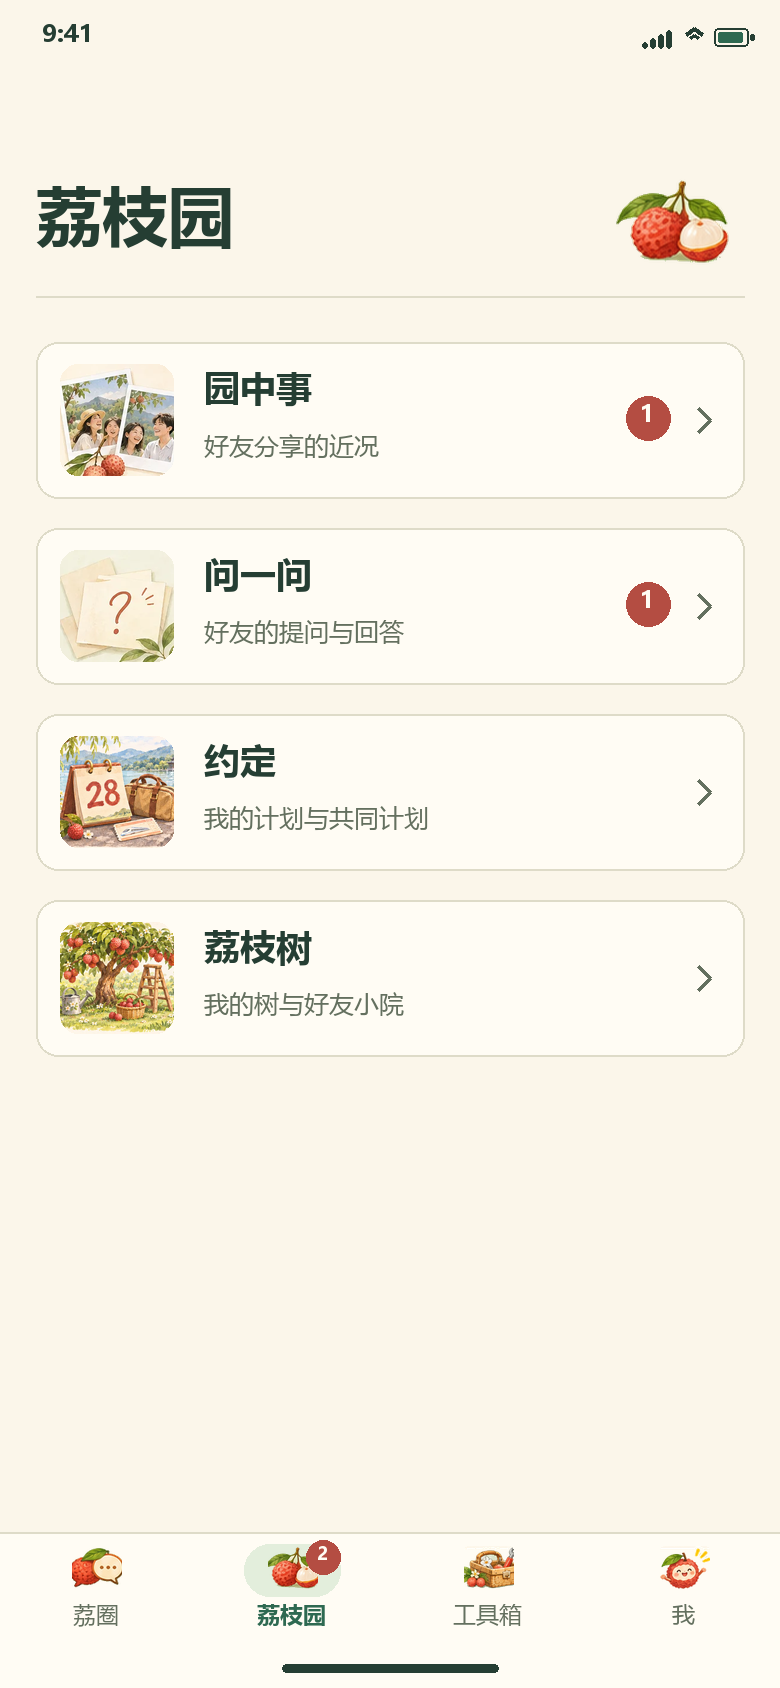 9:41
荔枝园
园中事
好友分享的近况
1
?
问一问
好友的提问与回答
1
28
约定
我的计划与共同计划
荔枝树
我的树与好友小院
2
荔圈
荔枝园
工具箱
我